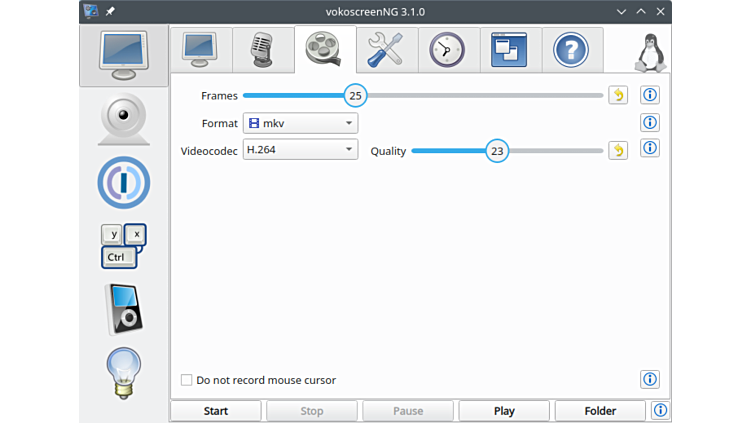 vokoscreenNG 3.1.0
Frames 25
Format mkv
Videocodec H.264 Quality 23
y x
Ctrl
Do not record mouse cursor
Start Stop Pause Play Folder